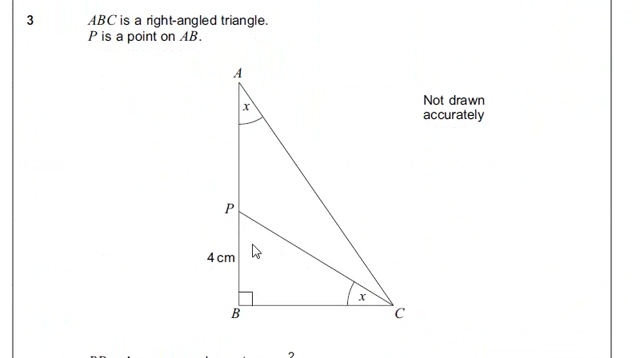 3 ABC is a right-angled triangle.
P is a point on AB.
A
Not drawn
accurately
x
P
4 cm
x
B
C